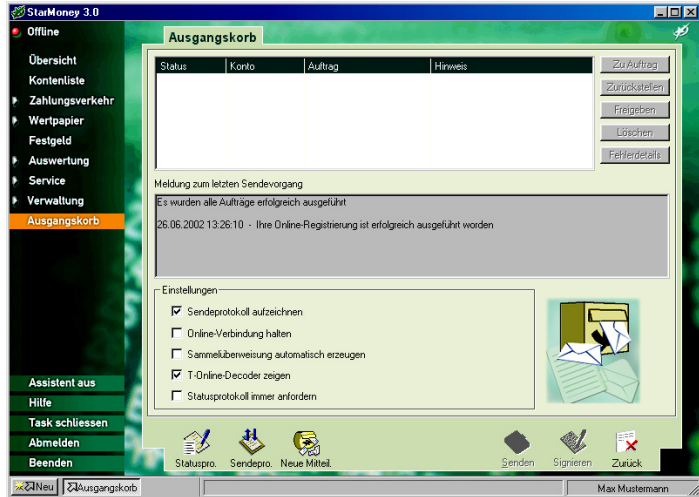 StarMoney 3.0
Offline
Übersicht
Kontenliste
Zahlungsverkehr
Wertpapier
Festgeld
Auswertung
Service
Verwaltung
Ausgangskorb
Assistent aus
Hilfe
Task schliessen
Abmelden
Beenden
Ausgangskorb
Status Konto Auftrag Hinweis
Zu Auftrag
Zurückstellen
Freigeben
Löschen
Fehlerdetails
Meldung zum letzten Sendevorgang
Es wurden alle Aufträge erfolgreich ausgeführt
26.06.2002 13:26:10 - Ihre Online-Registrierung ist erfolgreich ausgeführt worden
Einstellungen
Sendeprotokoll aufzeichnen
Online-Verbindung halten
Sammelüberweisung automatisch erzeugen
T-Online-Decoder zeigen
Statusprotokoll immer anfordern
Statuspro. Sendepro. Neue Mitteil. Senden Signieren Zurück
Neu Ausgangskorb Max Mustermann